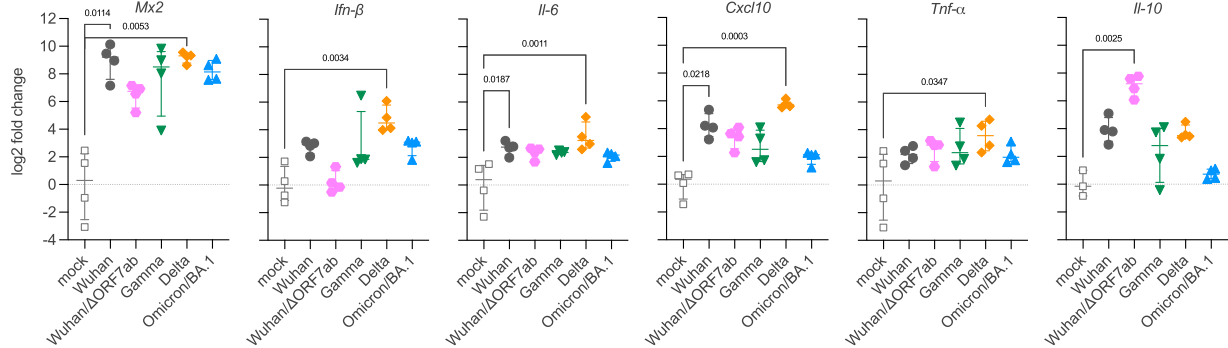 Mx2
Ifn-β
Il-6
Cxcl10
Tnf-α
Il-10
log2 fold change
12
10
8
6
4
2
0
-2
-4
0.0114
0.0053
0.0034
0.0011
0.0187
0.0003
0.0218
0.0347
0.0025
mock
Wuhan
Wuhan/ΔORF7ab
Gamma
Delta
Omicron/BA.1
mock
Wuhan
Wuhan/ΔORF7ab
Gamma
Delta
Omicron/BA.1
mock
Wuhan
Wuhan/ΔORF7ab
Gamma
Delta
Omicron/BA.1
mock
Wuhan
Wuhan/ΔORF7ab
Gamma
Delta
Omicron/BA.1
mock
Wuhan
Wuhan/ΔORF7ab
Gamma
Delta
Omicron/BA.1
mock
Wuhan
Wuhan/ΔORF7ab
Gamma
Delta
Omicron/BA.1